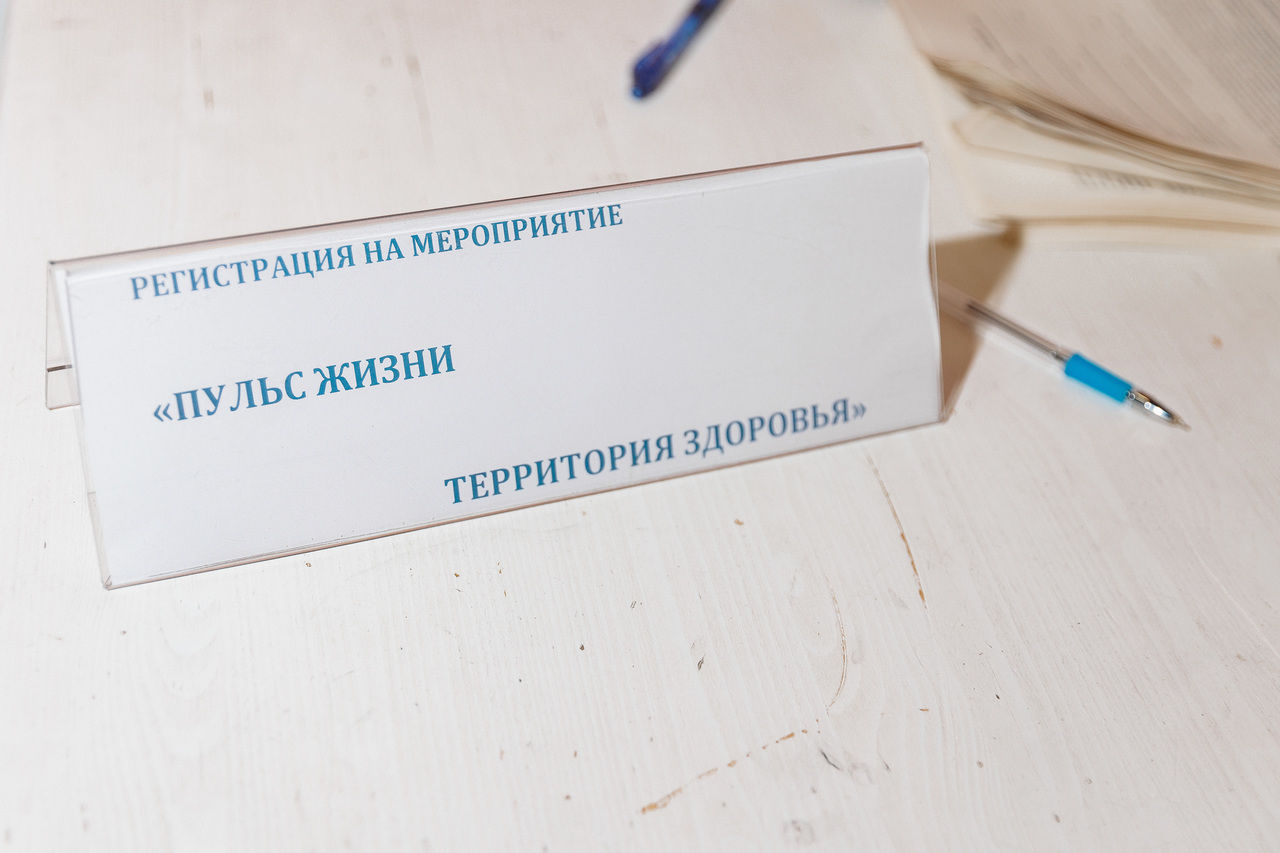 РЕГИСТРАЦИЯ НА МЕРОПРИЯТИЕ
«ПУЛЬС ЖИЗНИ
ТЕРРИТОРИЯ ЗДОРОВЬЯ»